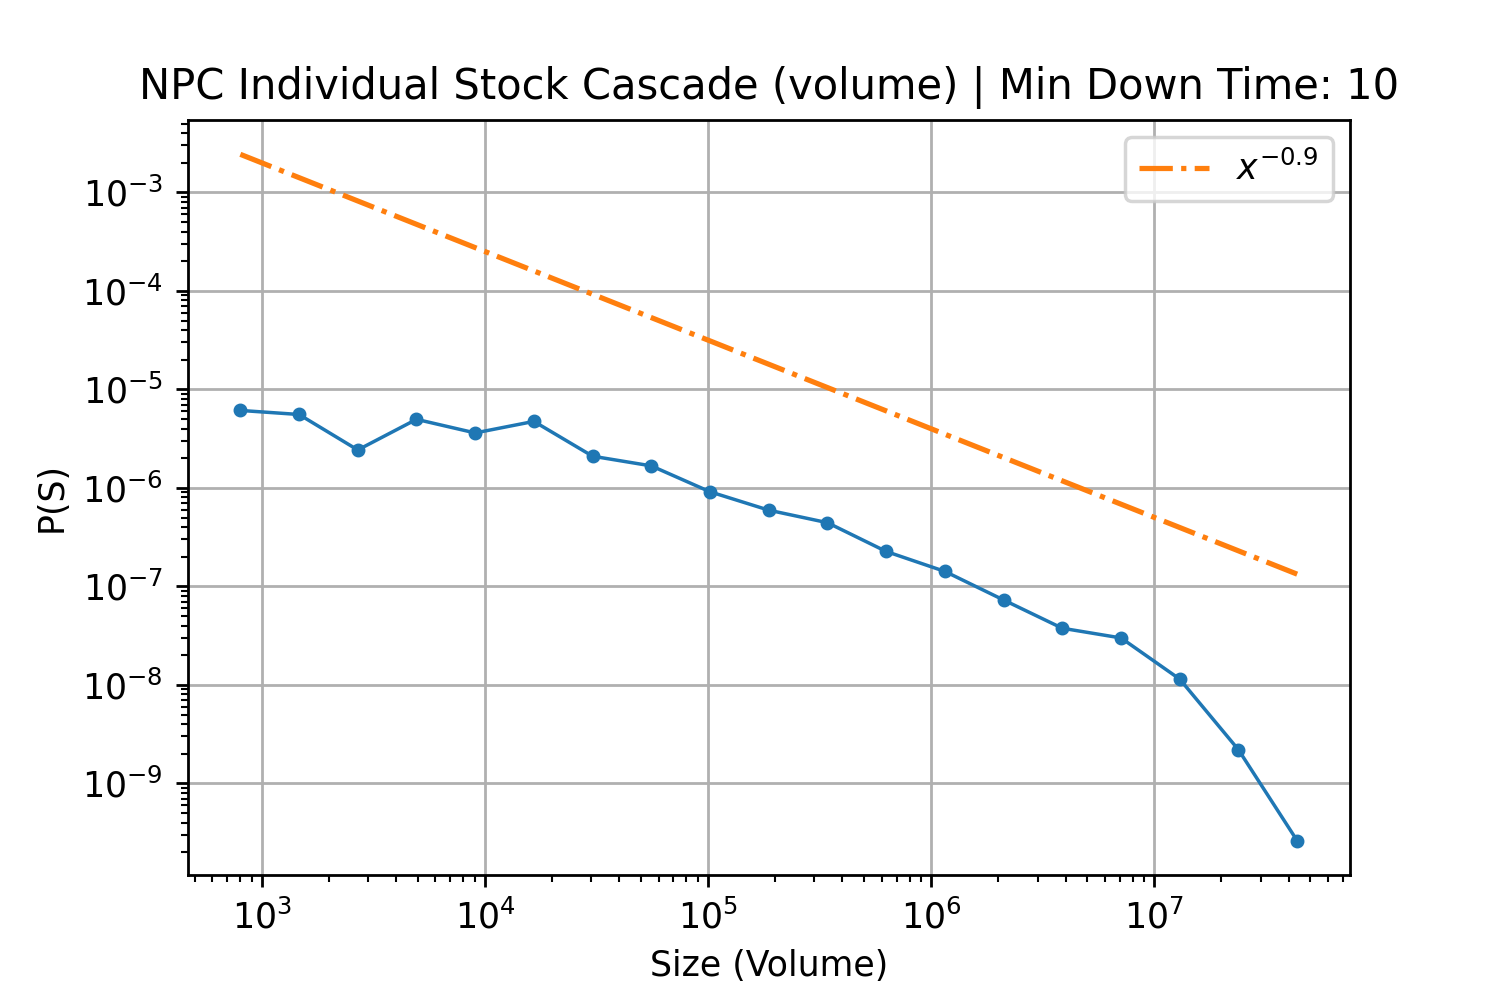 NPC Individual Stock Cascade (volume) | Min Down Time: 10
x^{-0.9}
10^{-3}
10^{-4}
10^{-5}
10^{-6}
10^{-7}
10^{-8}
10^{-9}
P(S)
10^{3} 10^{4} 10^{5} 10^{6} 10^{7}
Size (Volume)